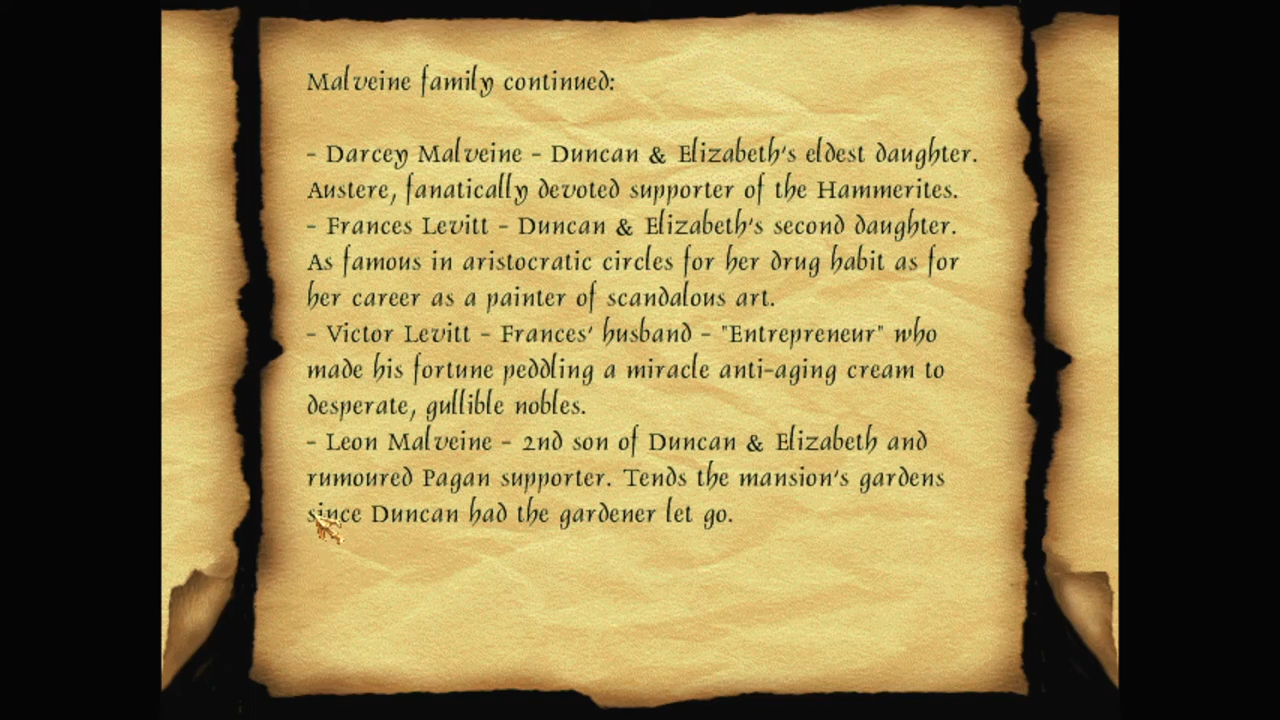 Malveine family continued:
- Darcey Malveine - Duncan & Elizabeth's eldest daughter.
Austere, fanatically devoted supporter of the Hammerites.
- Frances Levitt - Duncan & Elizabeth's second daughter.
As famous in aristocratic circles for her drug habit as for
her career as a painter of scandalous art.
- Victor Levitt - Frances' husband - "Entrepreneur" who
made his fortune peddling a miracle anti-aging cream to
desperate, gullible nobles.
- Leon Malveine - 2nd son of Duncan & Elizabeth and
rumoured Pagan supporter. Tends the mansion's gardens
since Duncan had the gardener let go.